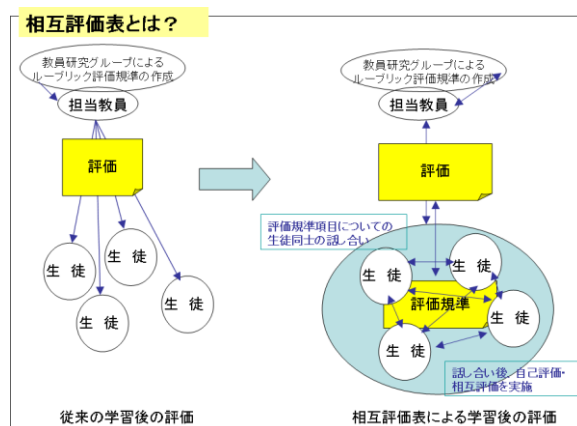 相互評価表とは？
教員研究グループによる
ルーブリック評価規準の作成
担当教員
評価
生 徒
生 徒
生 徒
生 徒
従来の学習後の評価
教員研究グループによる
ルーブリック評価規準の作成
担当教員
評価
評価規準項目についての
生徒同士の話し合い
生 徒
生 徒
評価規準
生 徒
生 徒
話し合い後、自己評価・
相互評価を実施
相互評価表による学習後の評価